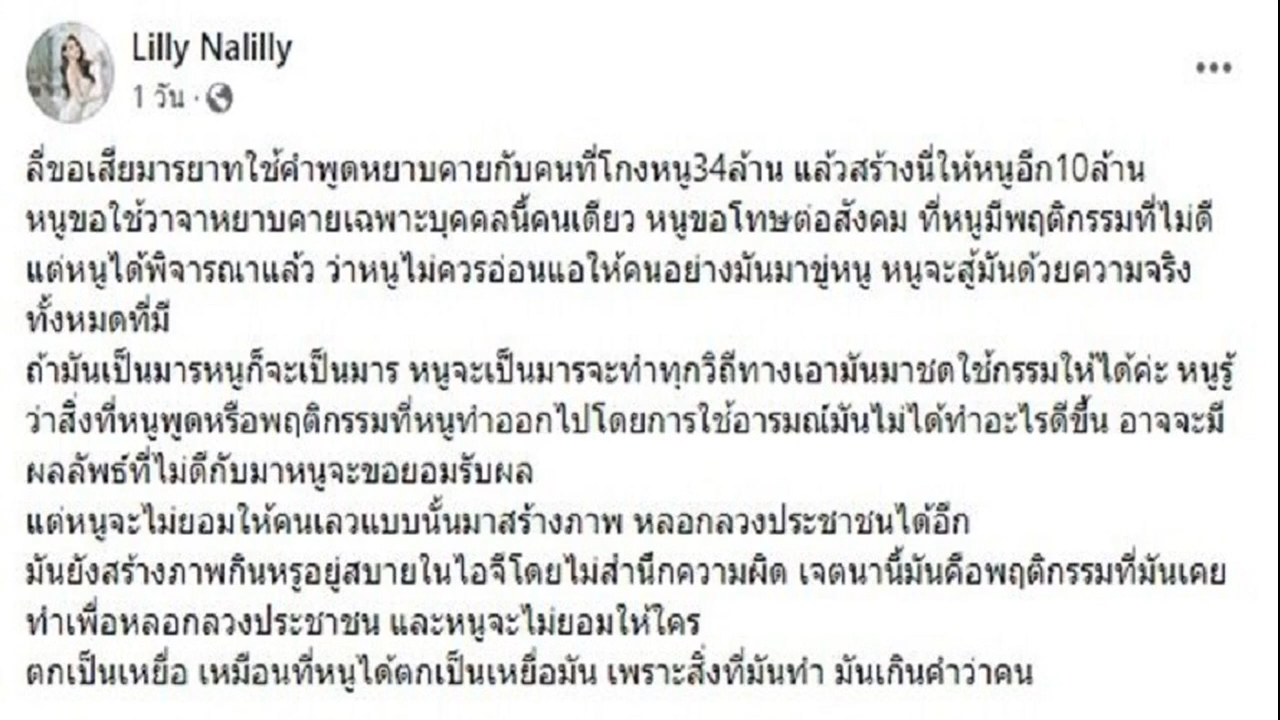 Lilly Nalilly
1 วัน ·
ลี่ขอเสียมารยาทใช้คำพูดหยาบคายกับคนที่โกงหนู34ล้าน แล้วสร้างนี่ให้หนูอีก10ล้าน
หนูขอใช้วาจาหยาบคายเฉพาะบุคคลนี้คนเดียว หนูขอโทษต่อสังคม ที่หนูมีพฤติกรรมที่ไม่ดี
แต่หนูได้พิจารณาแล้ว ว่าหนูไม่ควรอ่อนแอให้คนอย่างมันมาขู่หนู หนูจะสู้มันด้วยความจริง
ทั้งหมดที่มี
ถ้ามันเป็นมารหนูก็จะเป็นมาร หนูจะเป็นมารจะทำทุกวิถีทางเอามันมาชดใช้กรรมให้ได้ค่ะ หนูรู้
ว่าสิ่งที่หนูพูดหรือพฤติกรรมที่หนูทำออกไปโดยการใช้อารมณ์มันไม่ได้ทำอะไรดีขึ้น อาจจะมี
ผลลัพธ์ที่ไม่ดีกับมาหนูจะขอยอมรับผล
แต่หนูจะไม่ยอมให้คนเลวแบบนั้นมาสร้างภาพ หลอกลวงประชาชนได้อีก
มันยังสร้างภาพกินหรูอยู่สบายในไอจีโดยไม่สำนึกความผิด เจตนานี้มันคือพฤติกรรมที่มันเคย
ทำเพื่อหลอกลวงประชาชน และหนูจะไม่ยอมให้ใคร
ตกเป็นเหยื่อ เหมือนที่หนูได้ตกเป็นเหยื่อมัน เพราะสิ่งที่มันทำ มันเกินคำว่าคน